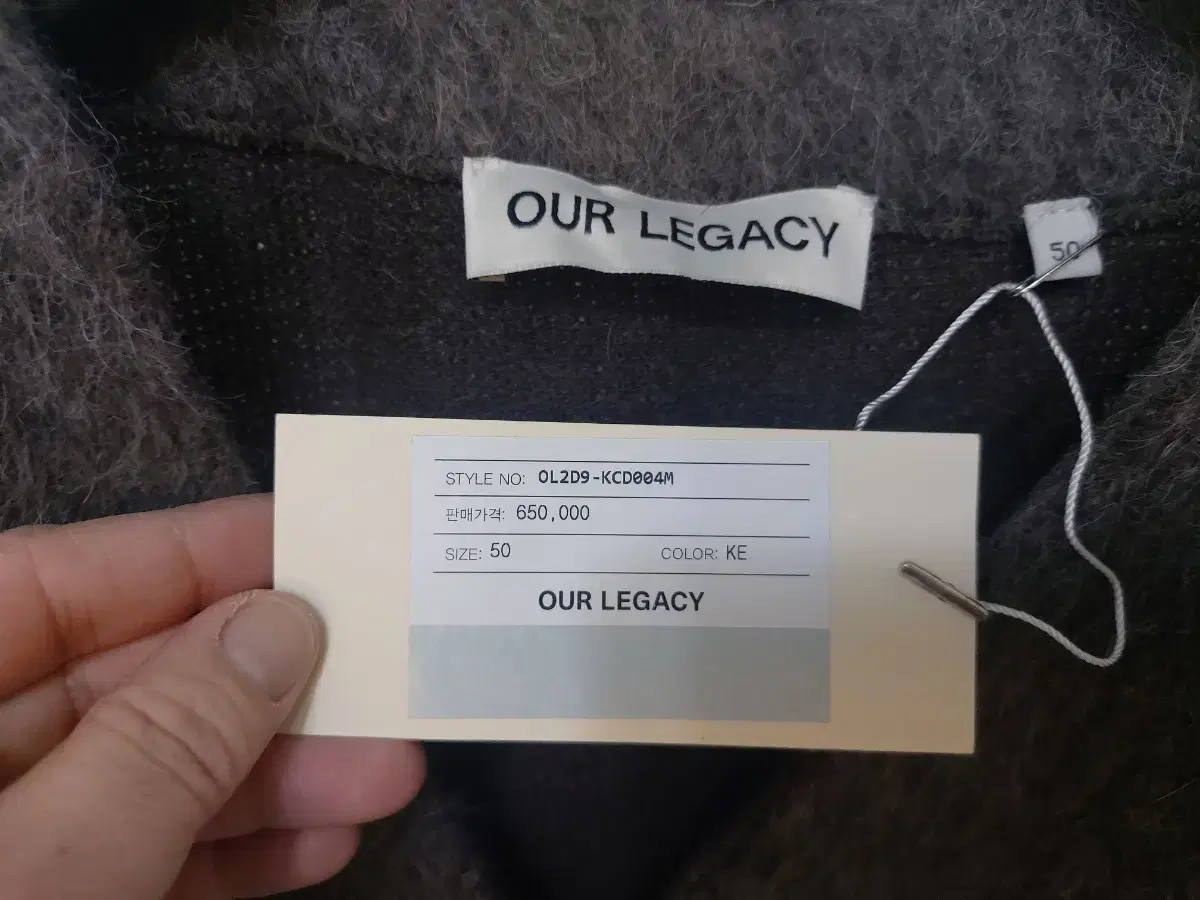 OUR LEGACY
50
STYLE NO: OL2D9-KCD004M
판매가격: 650,000
SIZE: 50 COLOR: KE
OUR LEGACY